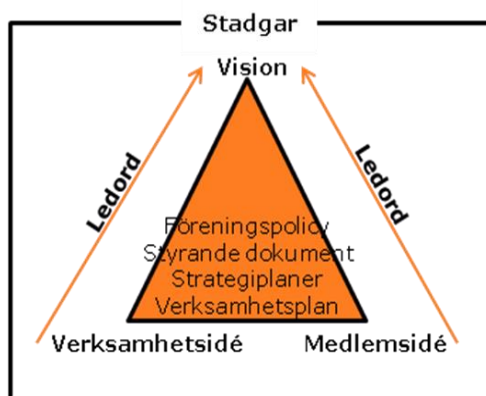 Stadgar
Vision
Ledord
Ledord
Föreningspolicy
Styrande dokument
Strategiplaner
Verksamhetsplan
Verksamhetsidé
Medlemsidé